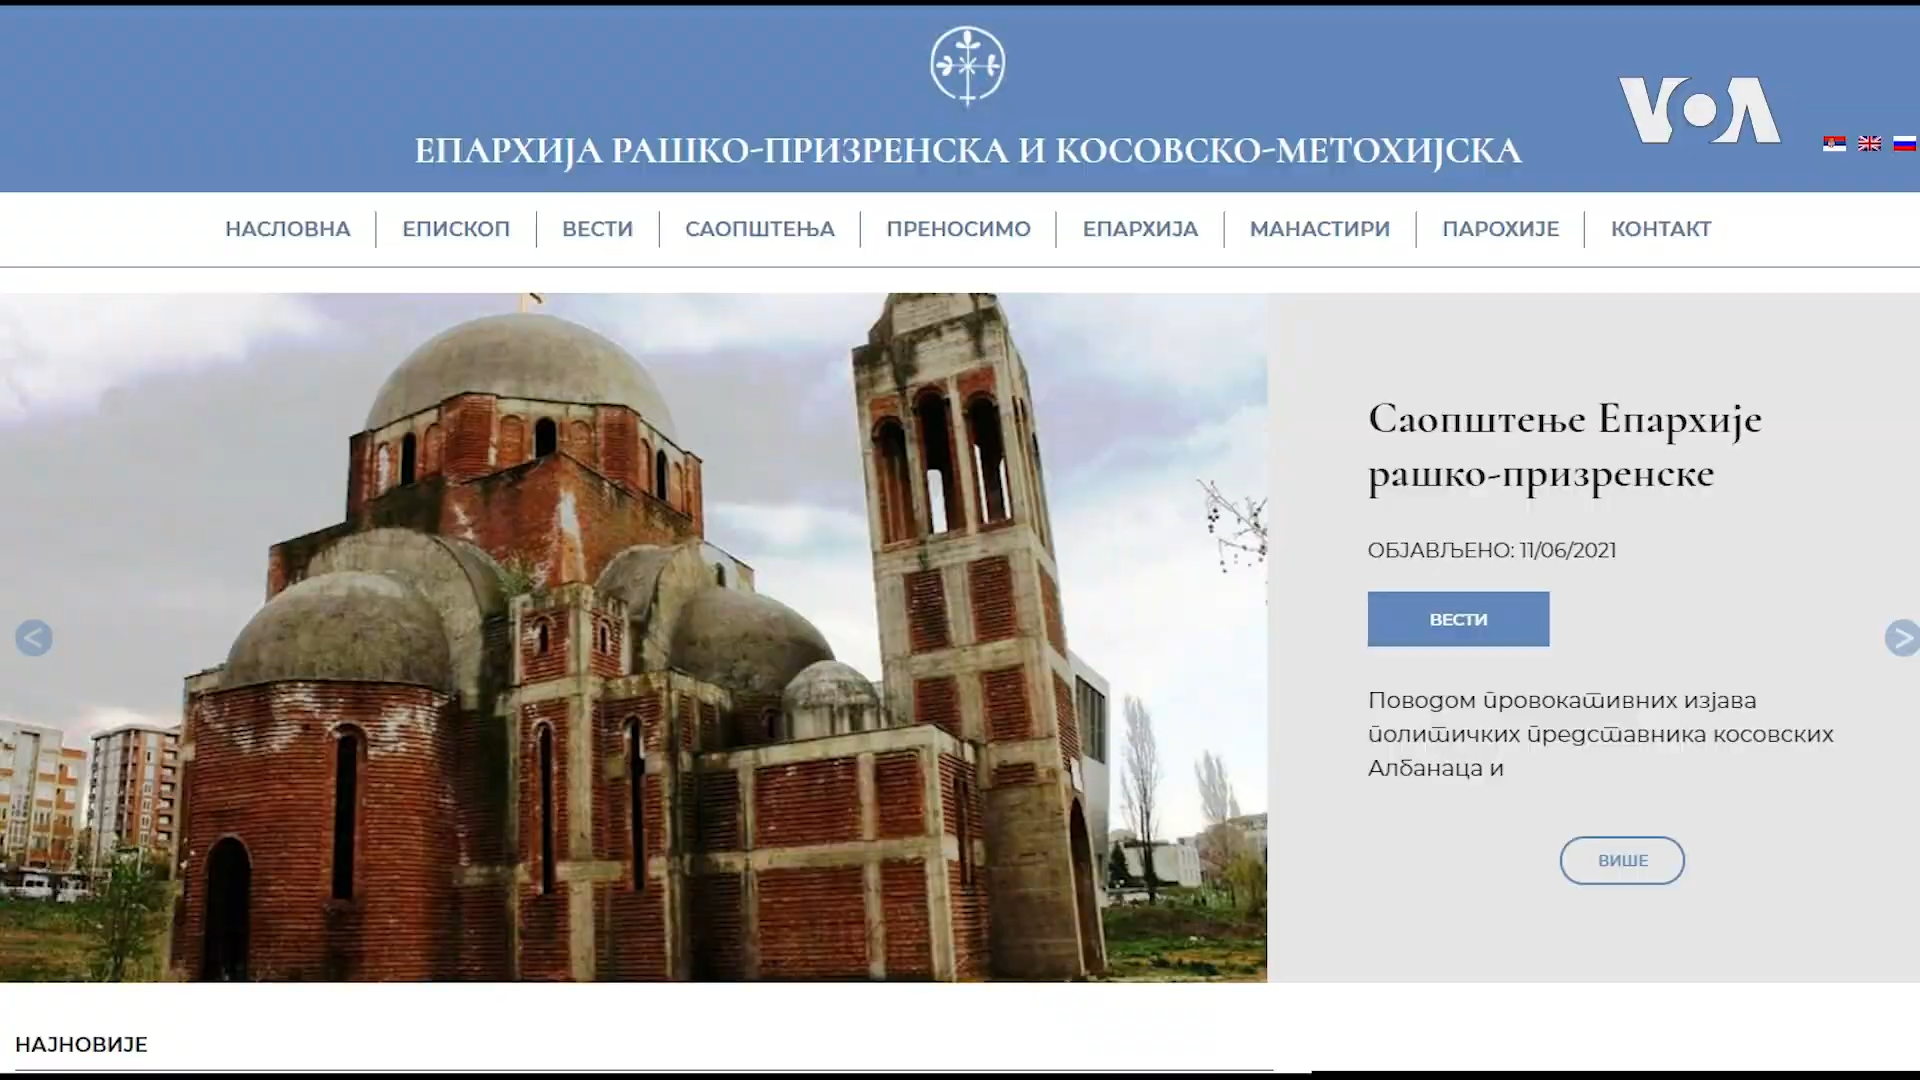 VOA
ЕПАРХИЈА РАШКО-ПРИЗРЕНСКА И КОСОВСКО-МЕТОХИЈСКА
НАСЛОВНА
ЕПИСКОП
ВЕСТИ
САОПШТЕЊА
ПРЕНОСИМО
ЕПАРХИЈА
МАНАСТИРИ
ПАРОХИЈЕ
КОНТАКТ
Саопштење Епархије
рашко-призренске
ОБЈАВЉЕНО: 11/06/2021
ВЕСТИ
Поводом провокативних изјава
политичких представника косовских
Албанаца и
ВИШЕ
НАЈНОВИЈЕ